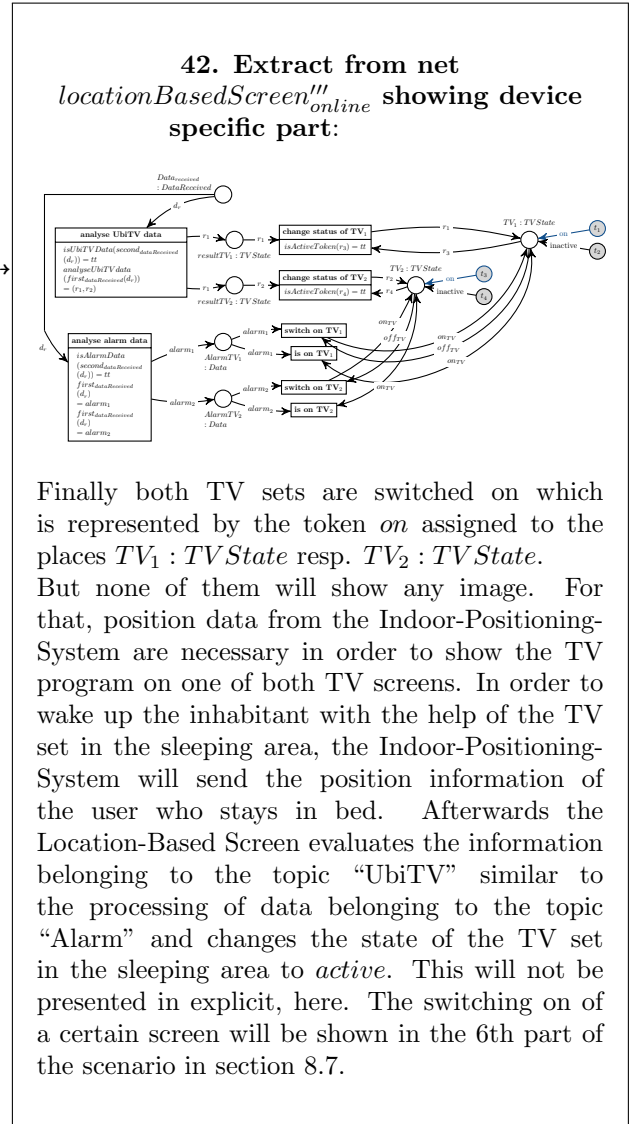 42. Extract from net
locationBasedScreen′′′online showing device
specific part:
Datareceived
: DataReceived
dr
analyse UbiTV data
isUbiTVData(seconddataReceived
(dr)) = tt
analyseUbiTVdata
(firstdataReceived(dr))
= (r1, r2)
r1
resultTV1 : TVState
r1
change status of TV1
isActiveToken(r3) = tt
r1
r3
TV1 : TVState
on
t1
inactive
t2
r1
resultTV2 : TVState
r1
change status of TV2
isActiveToken(r4) = tt
r2
r4
TV2 : TVState
on
t3
inactive
t4
dr
analyse alarm data
isAlarmData
(seconddataReceived
(dr)) = tt
firstdataReceived
(dr)
= alarm1
firstdataReceived
(dr)
= alarm2
alarm1
AlarmTV1
: Data
alarm1
switch on TV1
alarm1
is on TV1
alarm2
AlarmTV2
: Data
alarm2
switch on TV2
alarm2
is on TV2
onTV
offTV
onTV
offTV
onTV
onTV
Finally both TV sets are switched on which
is represented by the token on assigned to the
places TV1 : TVState resp. TV2 : TVState.
But none of them will show any image. For
that, position data from the Indoor-Positioning-
System are necessary in order to show the TV
program on one of both TV screens. In order to
wake up the inhabitant with the help of the TV
set in the sleeping area, the Indoor-Positioning-
System will send the position information of
the user who stays in bed. Afterwards the
Location-Based Screen evaluates the information
belonging to the topic “UbiTV” similar to
the processing of data belonging to the topic
“Alarm” and changes the state of the TV set
in the sleeping area to active. This will not be
presented in explicit, here. The switching on of
a certain screen will be shown in the 6th part of
the scenario in section 8.7.